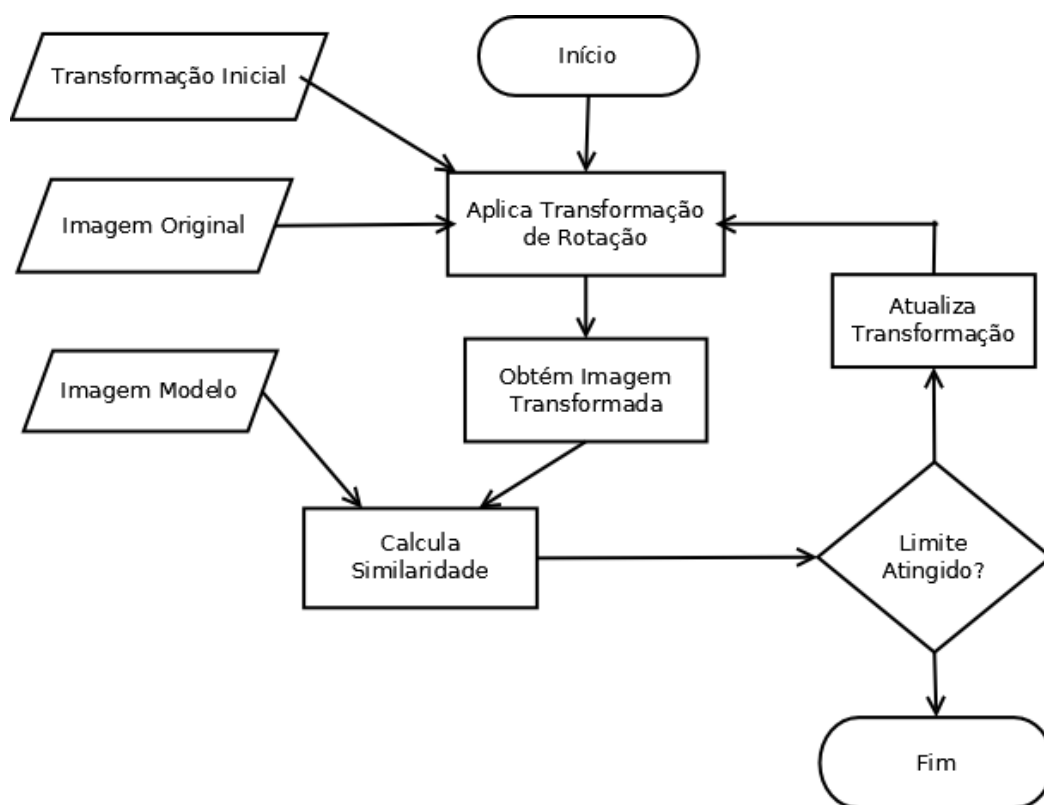 Transformação Inicial
Início
Imagem Original
Aplica Transformação
de Rotação
Atualiza
Transformação
Imagem Modelo
Obtém Imagem
Transformada
Calcula
Similaridade
Limite
Atingido?
Fim